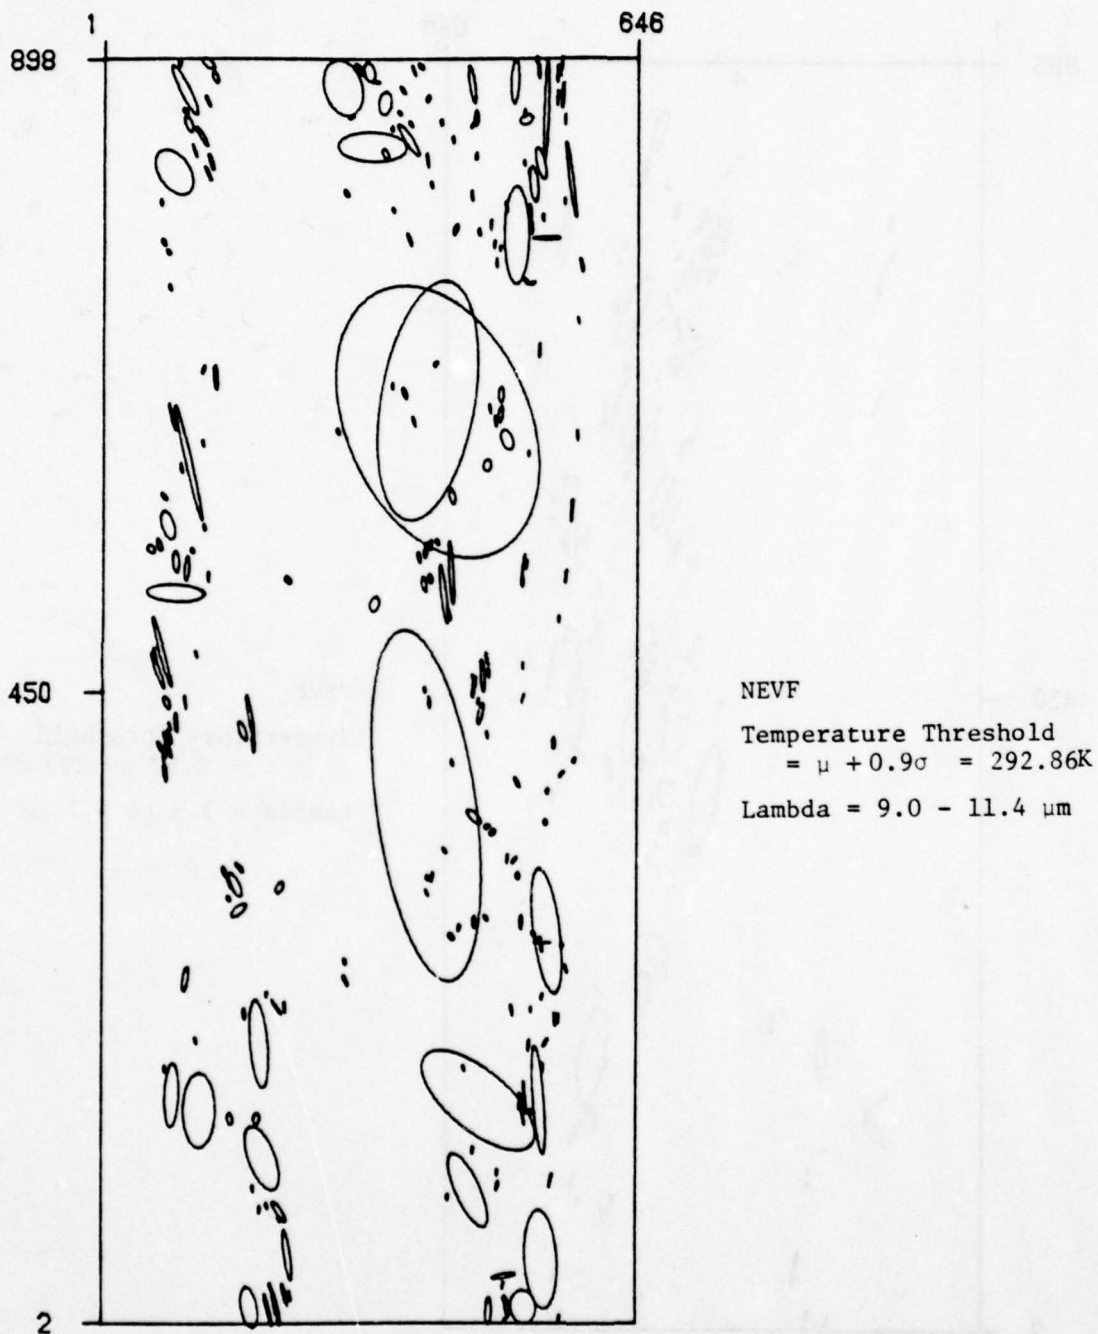 1 646
898
450
NEVF
Temperature Threshold
= μ + 0.9σ = 292.86K
Lambda = 9.0 - 11.4 μm
2